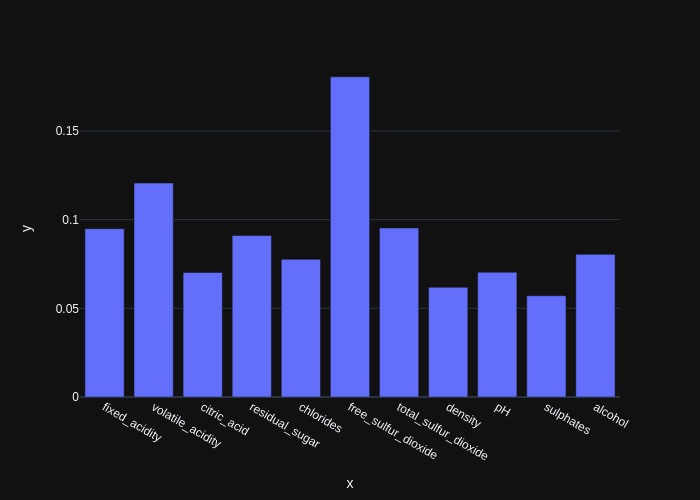 0.15
0.1
0.05
0
y
fixed_acidity
volatile_acidity
citric_acid
residual_sugar
chlorides
free_sulfur_dioxide
total_sulfur_dioxide
density
pH
sulphates
alcohol
x